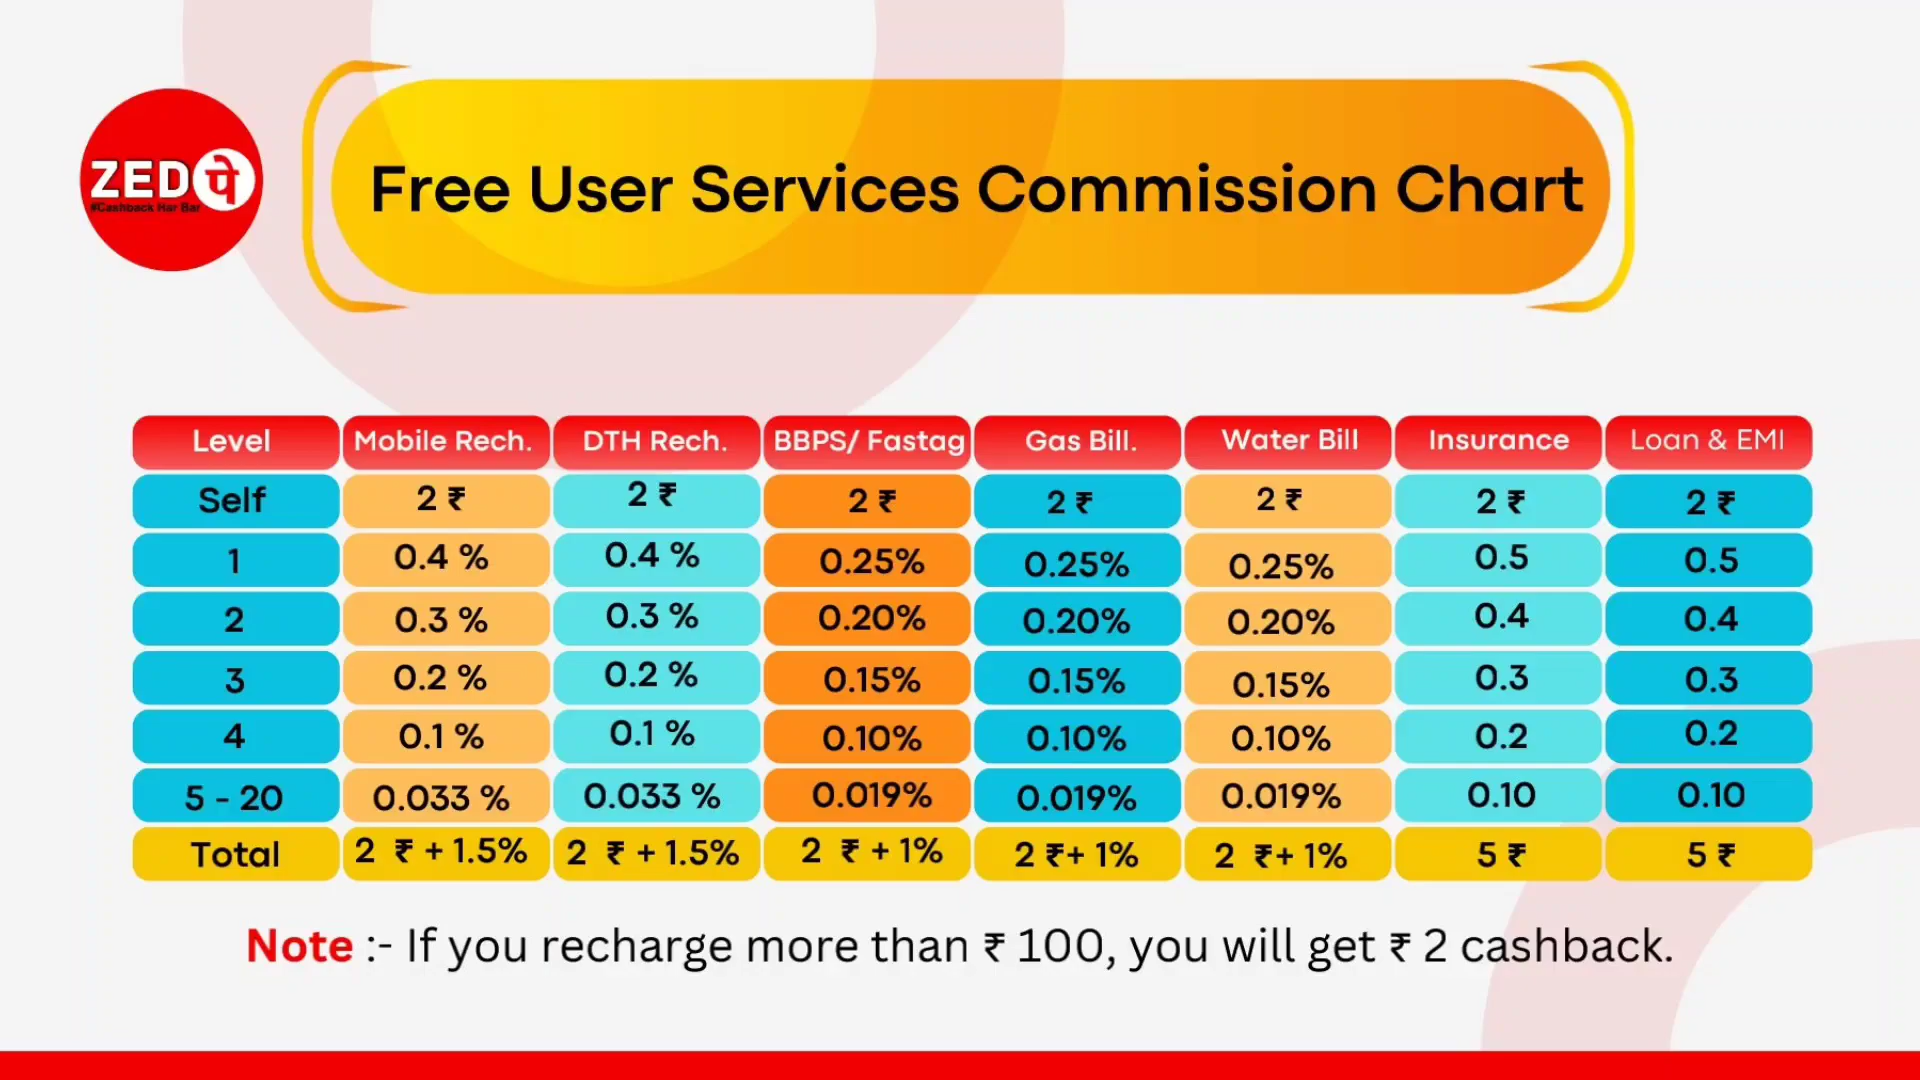 ZED पे
#Cashback Har Bar
Free User Services Commission Chart
Level Mobile Rech. DTH Rech. BBPS/ Fastag Gas Bill. Water Bill Insurance Loan & EMI
Self 2 ₹ 2 ₹ 2 ₹ 2 ₹ 2 ₹ 2 ₹ 2 ₹
1 0.4 % 0.4 % 0.25% 0.25% 0.25% 0.5 0.5
2 0.3 % 0.3 % 0.20% 0.20% 0.20% 0.4 0.4
3 0.2 % 0.2 % 0.15% 0.15% 0.15% 0.3 0.3
4 0.1 % 0.1 % 0.10% 0.10% 0.10% 0.2 0.2
5 - 20 0.033 % 0.033 % 0.019% 0.019% 0.019% 0.10 0.10
Total 2 ₹ + 1.5% 2 ₹ + 1.5% 2 ₹ + 1% 2 ₹+ 1% 2 ₹+ 1% 5 ₹ 5 ₹
Note :- If you recharge more than ₹ 100, you will get ₹ 2 cashback.